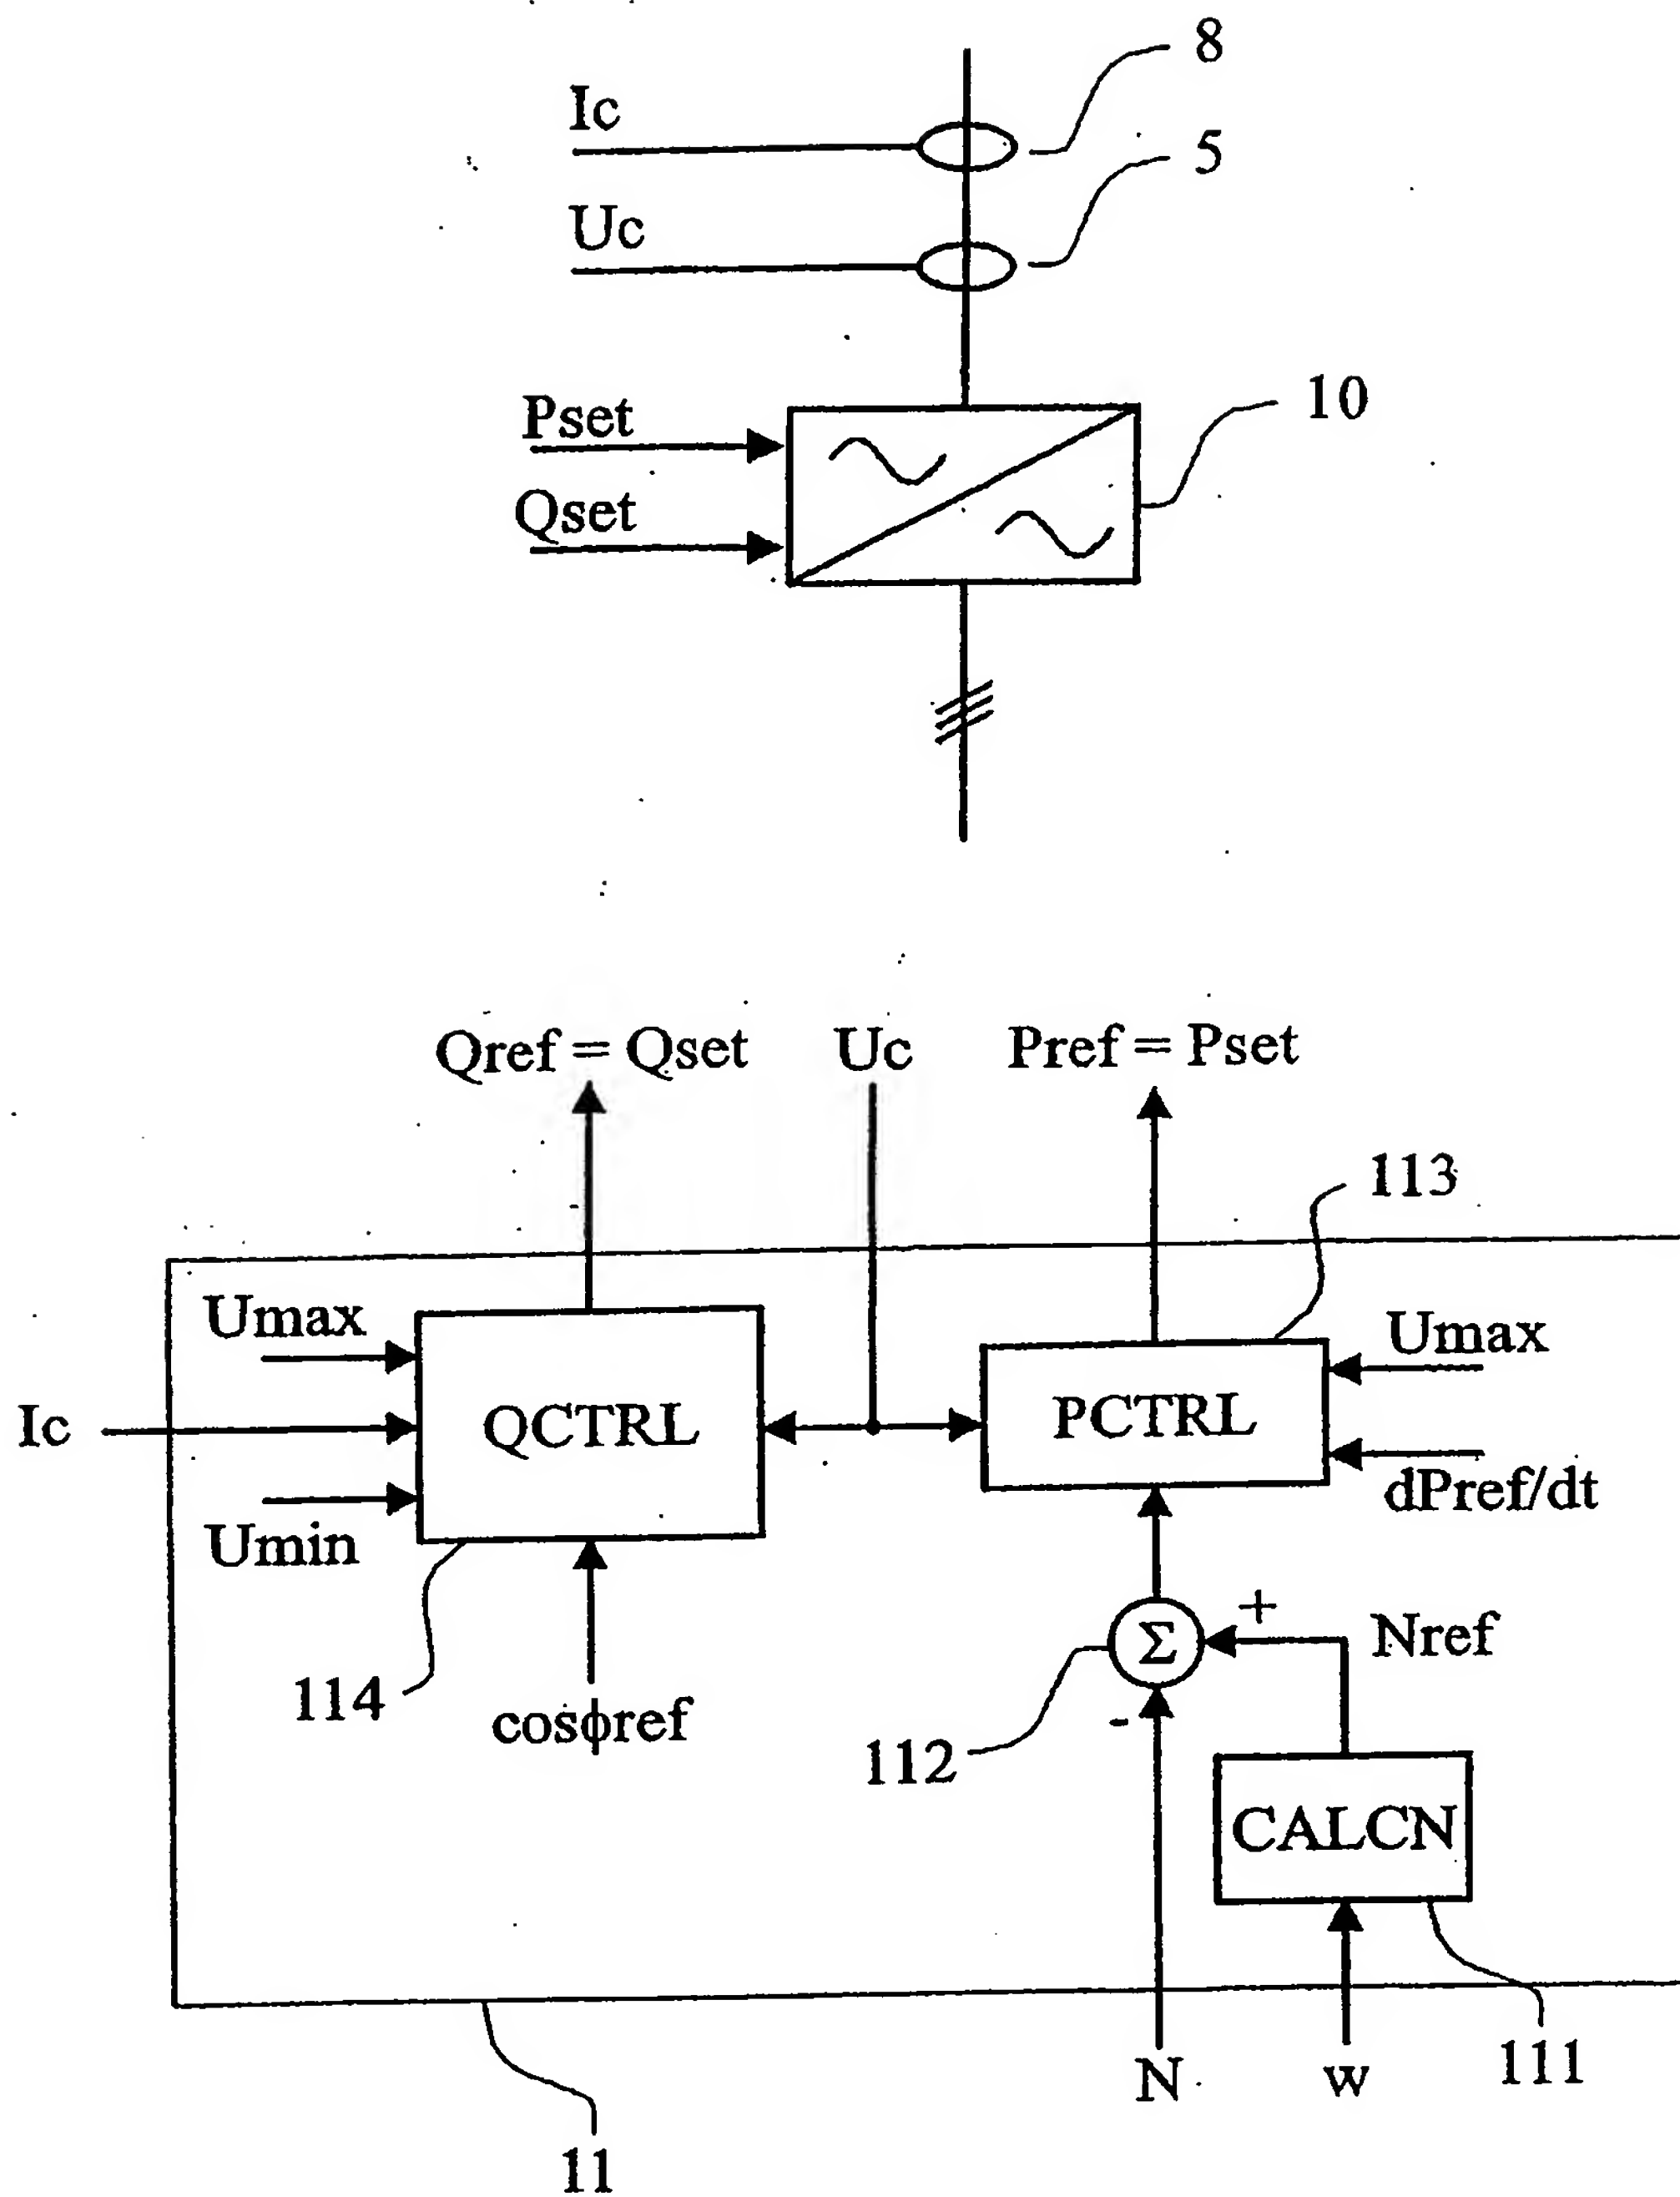 8
Ic
5
Uc
10
Pset
Qset
Qref = Qset
Uc
Pref = Pset
113
Umax
Umax
Ic
QCTRL
PCTRL
dPref/dt
Umin
+
Nref
Σ
114
cosϕref
-
112
CALCN
N
w
111
11